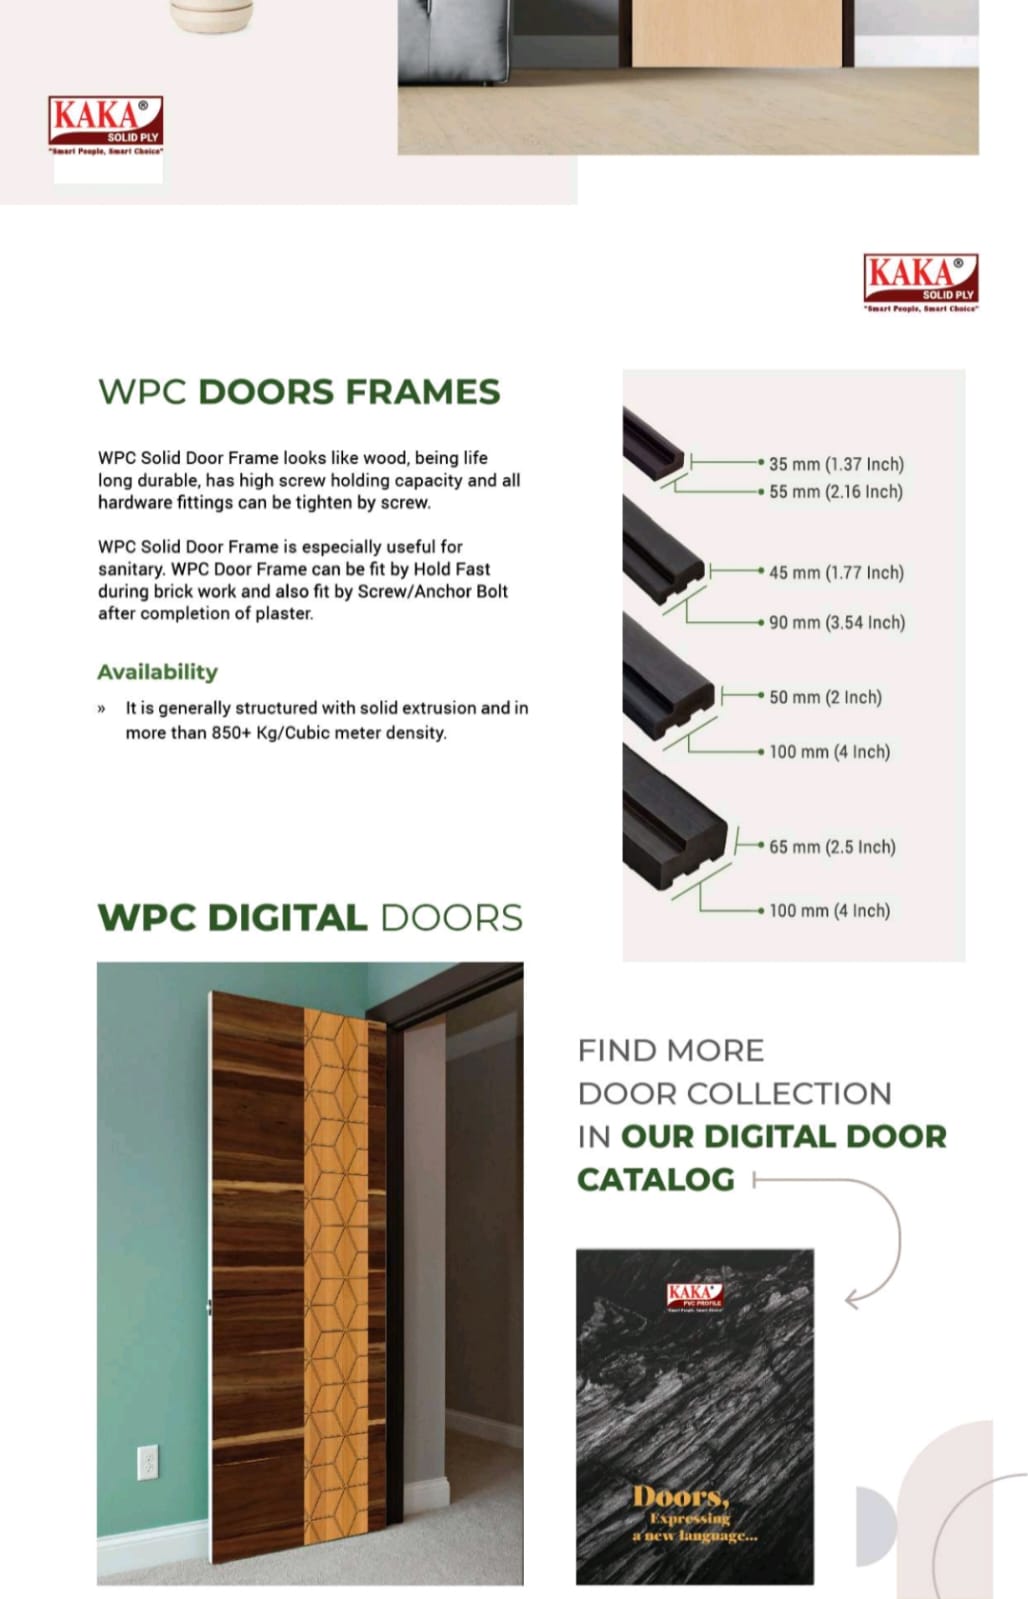 KAKA®
SOLID PLY
"Smart People, Smart Choice"
KAKA®
SOLID PLY
"Smart People, Smart Choice"
WPC DOORS FRAMES
WPC Solid Door Frame looks like wood, being life
long durable, has high screw holding capacity and all
hardware fittings can be tighten by screw.
WPC Solid Door Frame is especially useful for
sanitary. WPC Door Frame can be fit by Hold Fast
during brick work and also fit by Screw/Anchor Bolt
after completion of plaster.
Availability
» It is generally structured with solid extrusion and in
more than 850+ Kg/Cubic meter density.
35 mm (1.37 Inch)
55 mm (2.16 Inch)
45 mm (1.77 Inch)
90 mm (3.54 Inch)
50 mm (2 Inch)
100 mm (4 Inch)
65 mm (2.5 Inch)
100 mm (4 Inch)
WPC DIGITAL DOORS
FIND MORE
DOOR COLLECTION
IN OUR DIGITAL DOOR
CATALOG
KAKA®
PVC PROFILE
"Smart People, Smart Choice"
Doors,
Expressing
a new language...